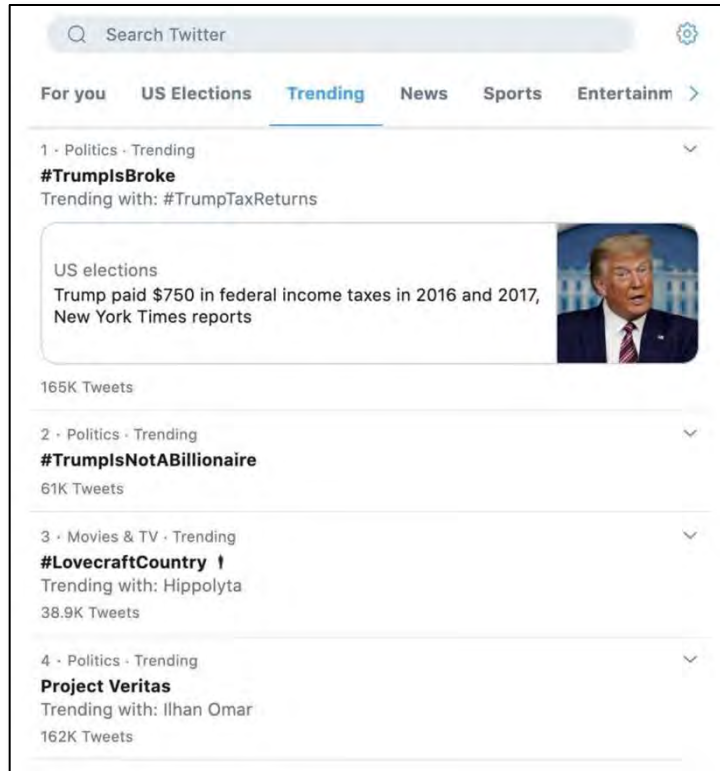 Search Twitter
For you US Elections Trending News Sports Entertainm
1 · Politics · Trending
#TrumpIsBroke
Trending with: #TrumpTaxReturns
US elections
Trump paid $750 in federal income taxes in 2016 and 2017,
New York Times reports
165K Tweets
2 · Politics · Trending
#TrumpIsNotABillionaire
61K Tweets
3 · Movies & TV · Trending
#LovecraftCountry
Trending with: Hippolyta
38.9K Tweets
4 · Politics · Trending
Project Veritas
Trending with: Ilhan Omar
162K Tweets